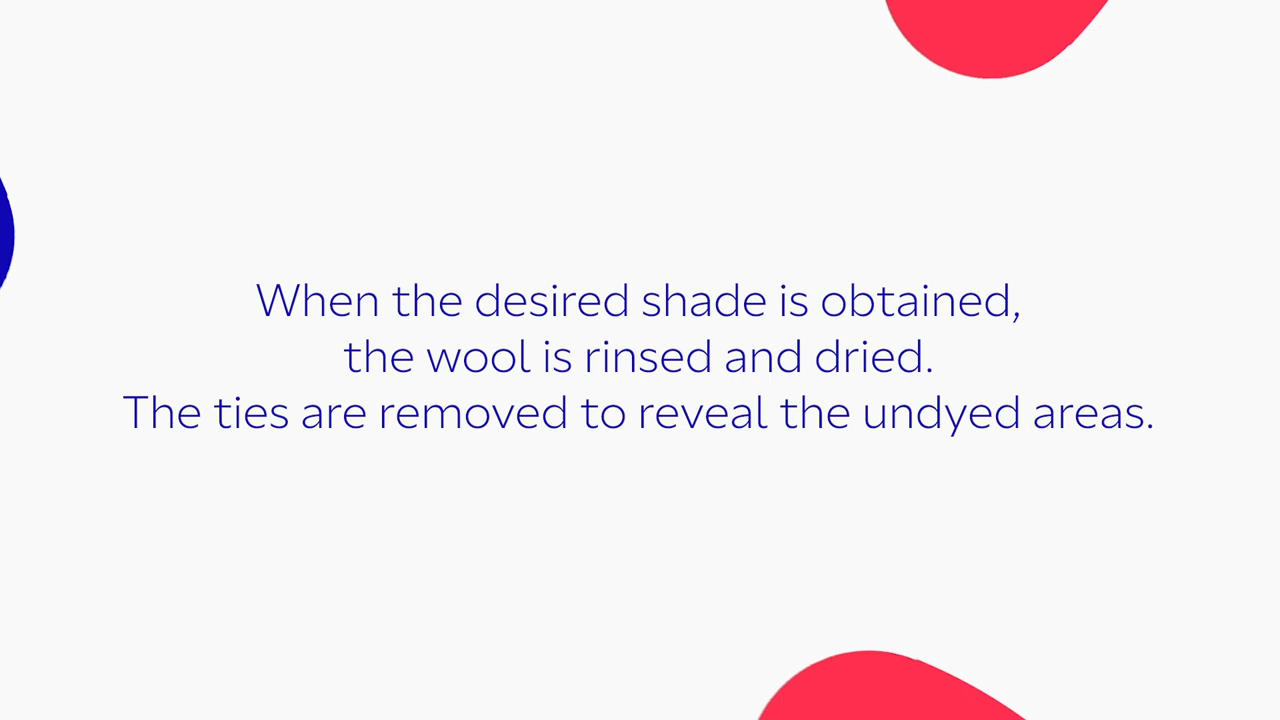 When the desired shade is obtained,
the wool is rinsed and dried.
The ties are removed to reveal the undyed areas.